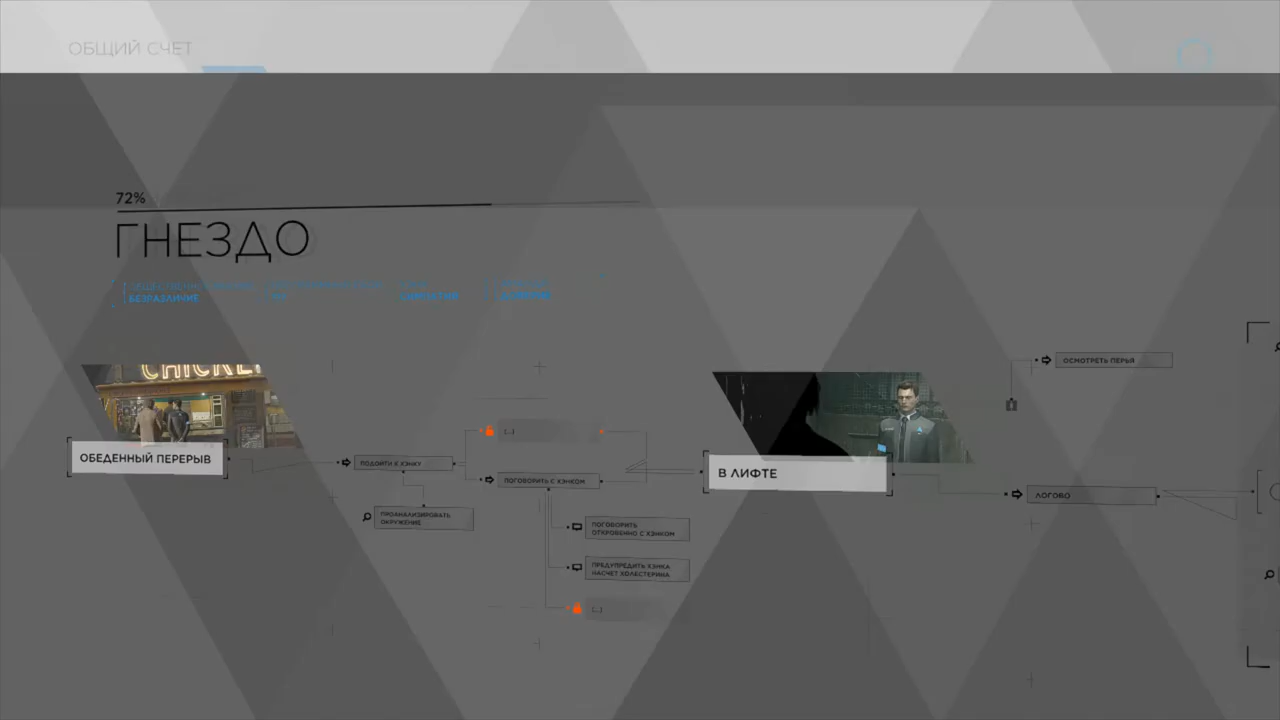 ОБЩИЙ СЧЕТ
72%
ГНЕЗДО
БЕЗРАЗЛИЧИЕ
CHICKE
ОБЕДЕННЫЙ ПЕРЕРЫВ
ПОДОЙТИ К ХЭНКУ
ПРОАНАЛИЗИРОВАТЬ
ОКРУЖЕНИЕ
[...]
ПОГОВОРИТЬ С ХЭНКОМ
ПОГОВОРИТЬ
ОТКРОВЕННО С ХЭНКОМ
ПРЕДУПРЕДИТЬ ХЭНКА
НАСЧЕТ ХОЛЕСТЕРИНА
[...]
В ЛИФТЕ
ОСМОТРЕТЬ ПЕРЬЯ
ЛОГОВО